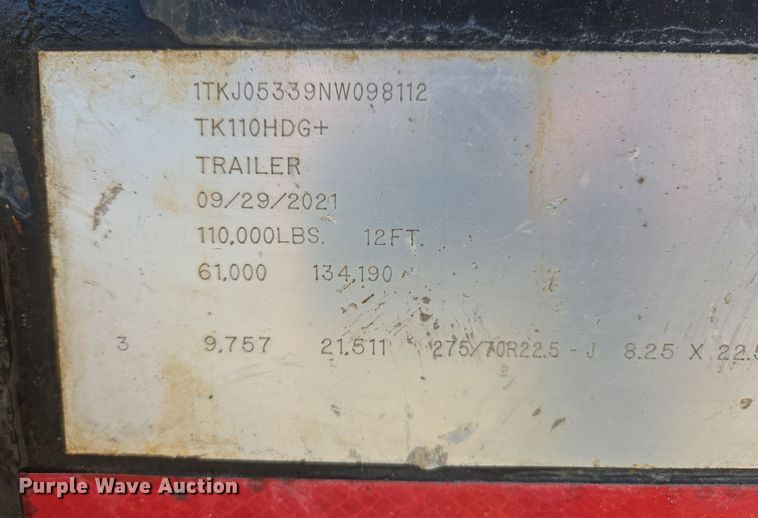 1TKJ05339NW098112
TK110HDG+
TRAILER
09/29/2021
110,000LBS. 12FT.
61,000 134,190
3 9,757 21,511 275/70R22.5 - J 8.25 X 22.5
Purple Wave Auction